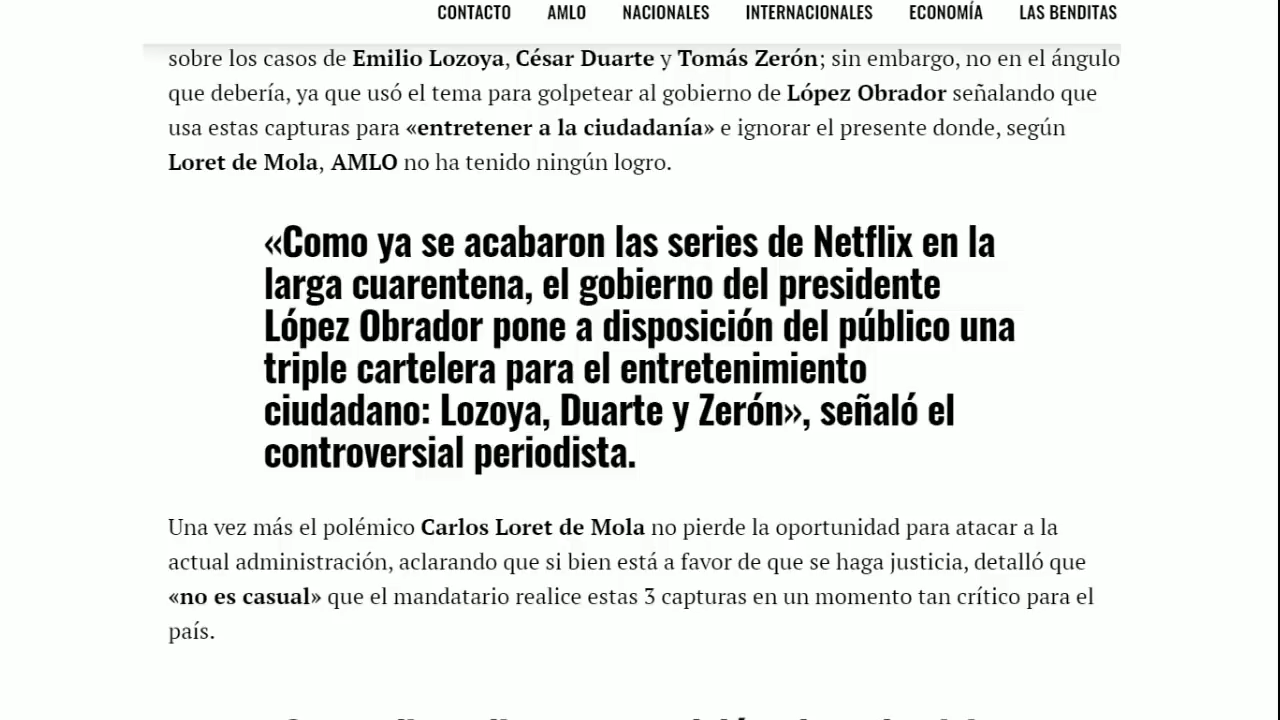 CONTACTO AMLO NACIONALES INTERNACIONALES ECONOMÍA LAS BENDITAS
sobre los casos de Emilio Lozoya, César Duarte y Tomás Zerón; sin embargo, no en el ángulo
que debería, ya que usó el tema para golpetear al gobierno de López Obrador señalando que
usa estas capturas para «entretener a la ciudadanía» e ignorar el presente donde, según
Loret de Mola, AMLO no ha tenido ningún logro.
«Como ya se acabaron las series de Netflix en la
larga cuarentena, el gobierno del presidente
López Obrador pone a disposición del público una
triple cartelera para el entretenimiento
ciudadano: Lozoya, Duarte y Zerón», señaló el
controversial periodista.
Una vez más el polémico Carlos Loret de Mola no pierde la oportunidad para atacar a la
actual administración, aclarando que si bien está a favor de que se haga justicia, detalló que
«no es casual» que el mandatario realice estas 3 capturas en un momento tan crítico para el
país.